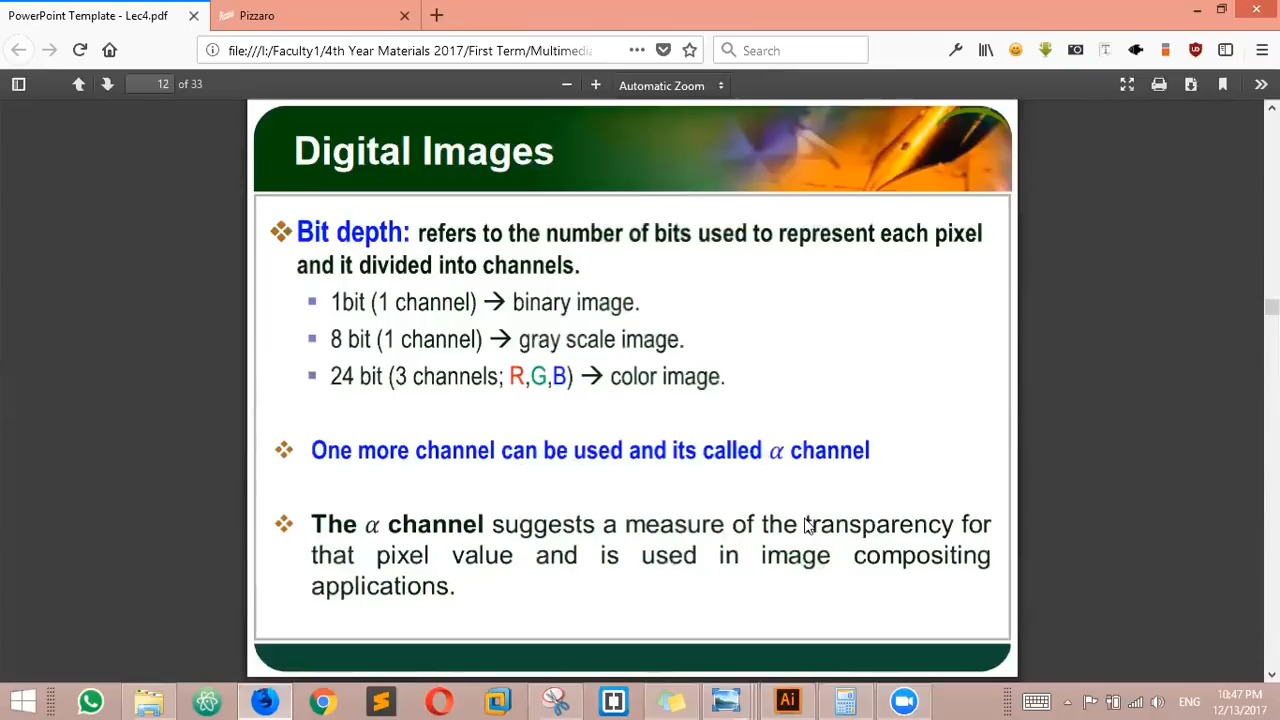 PowerPoint Template - Lec4.pdf
Pizzaro
file:///I:/Faculty1/4th Year Materials 2017/First Term/Multimedia
Search
12 of 33
Automatic Zoom
Digital Images
Bit depth: refers to the number of bits used to represent each pixel
and it divided into channels.
1bit (1 channel) → binary image.
8 bit (1 channel) → gray scale image.
24 bit (3 channels; R,G,B) → color image.
One more channel can be used and its called α channel
The α channel suggests a measure of the transparency for
that pixel value and is used in image compositing
applications.
Ai
ENG
10:47 PM
12/13/2017